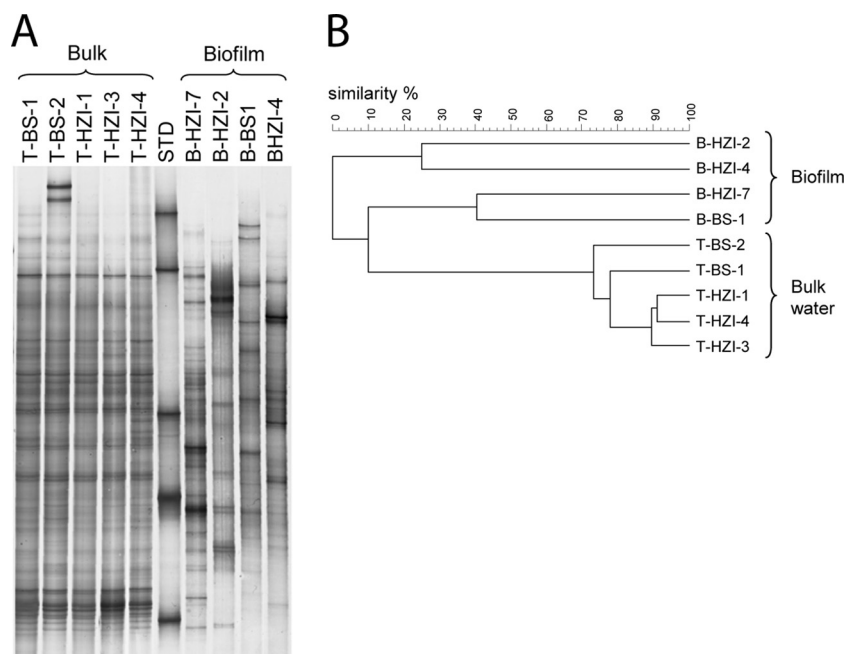 A
Bulk
Biofilm
T-BS-1
T-BS-2
T-HZI-1
T-HZI-3
T-HZI-4
STD
B-HZI-7
B-HZI-2
B-BS1
BHZI-4
B
similarity %
0 10 20 30 40 50 60 70 80 90 100
B-HZI-2
B-HZI-4
B-HZI-7
B-BS-1
T-BS-2
T-BS-1
T-HZI-1
T-HZI-4
T-HZI-3
Biofilm
Bulk
water